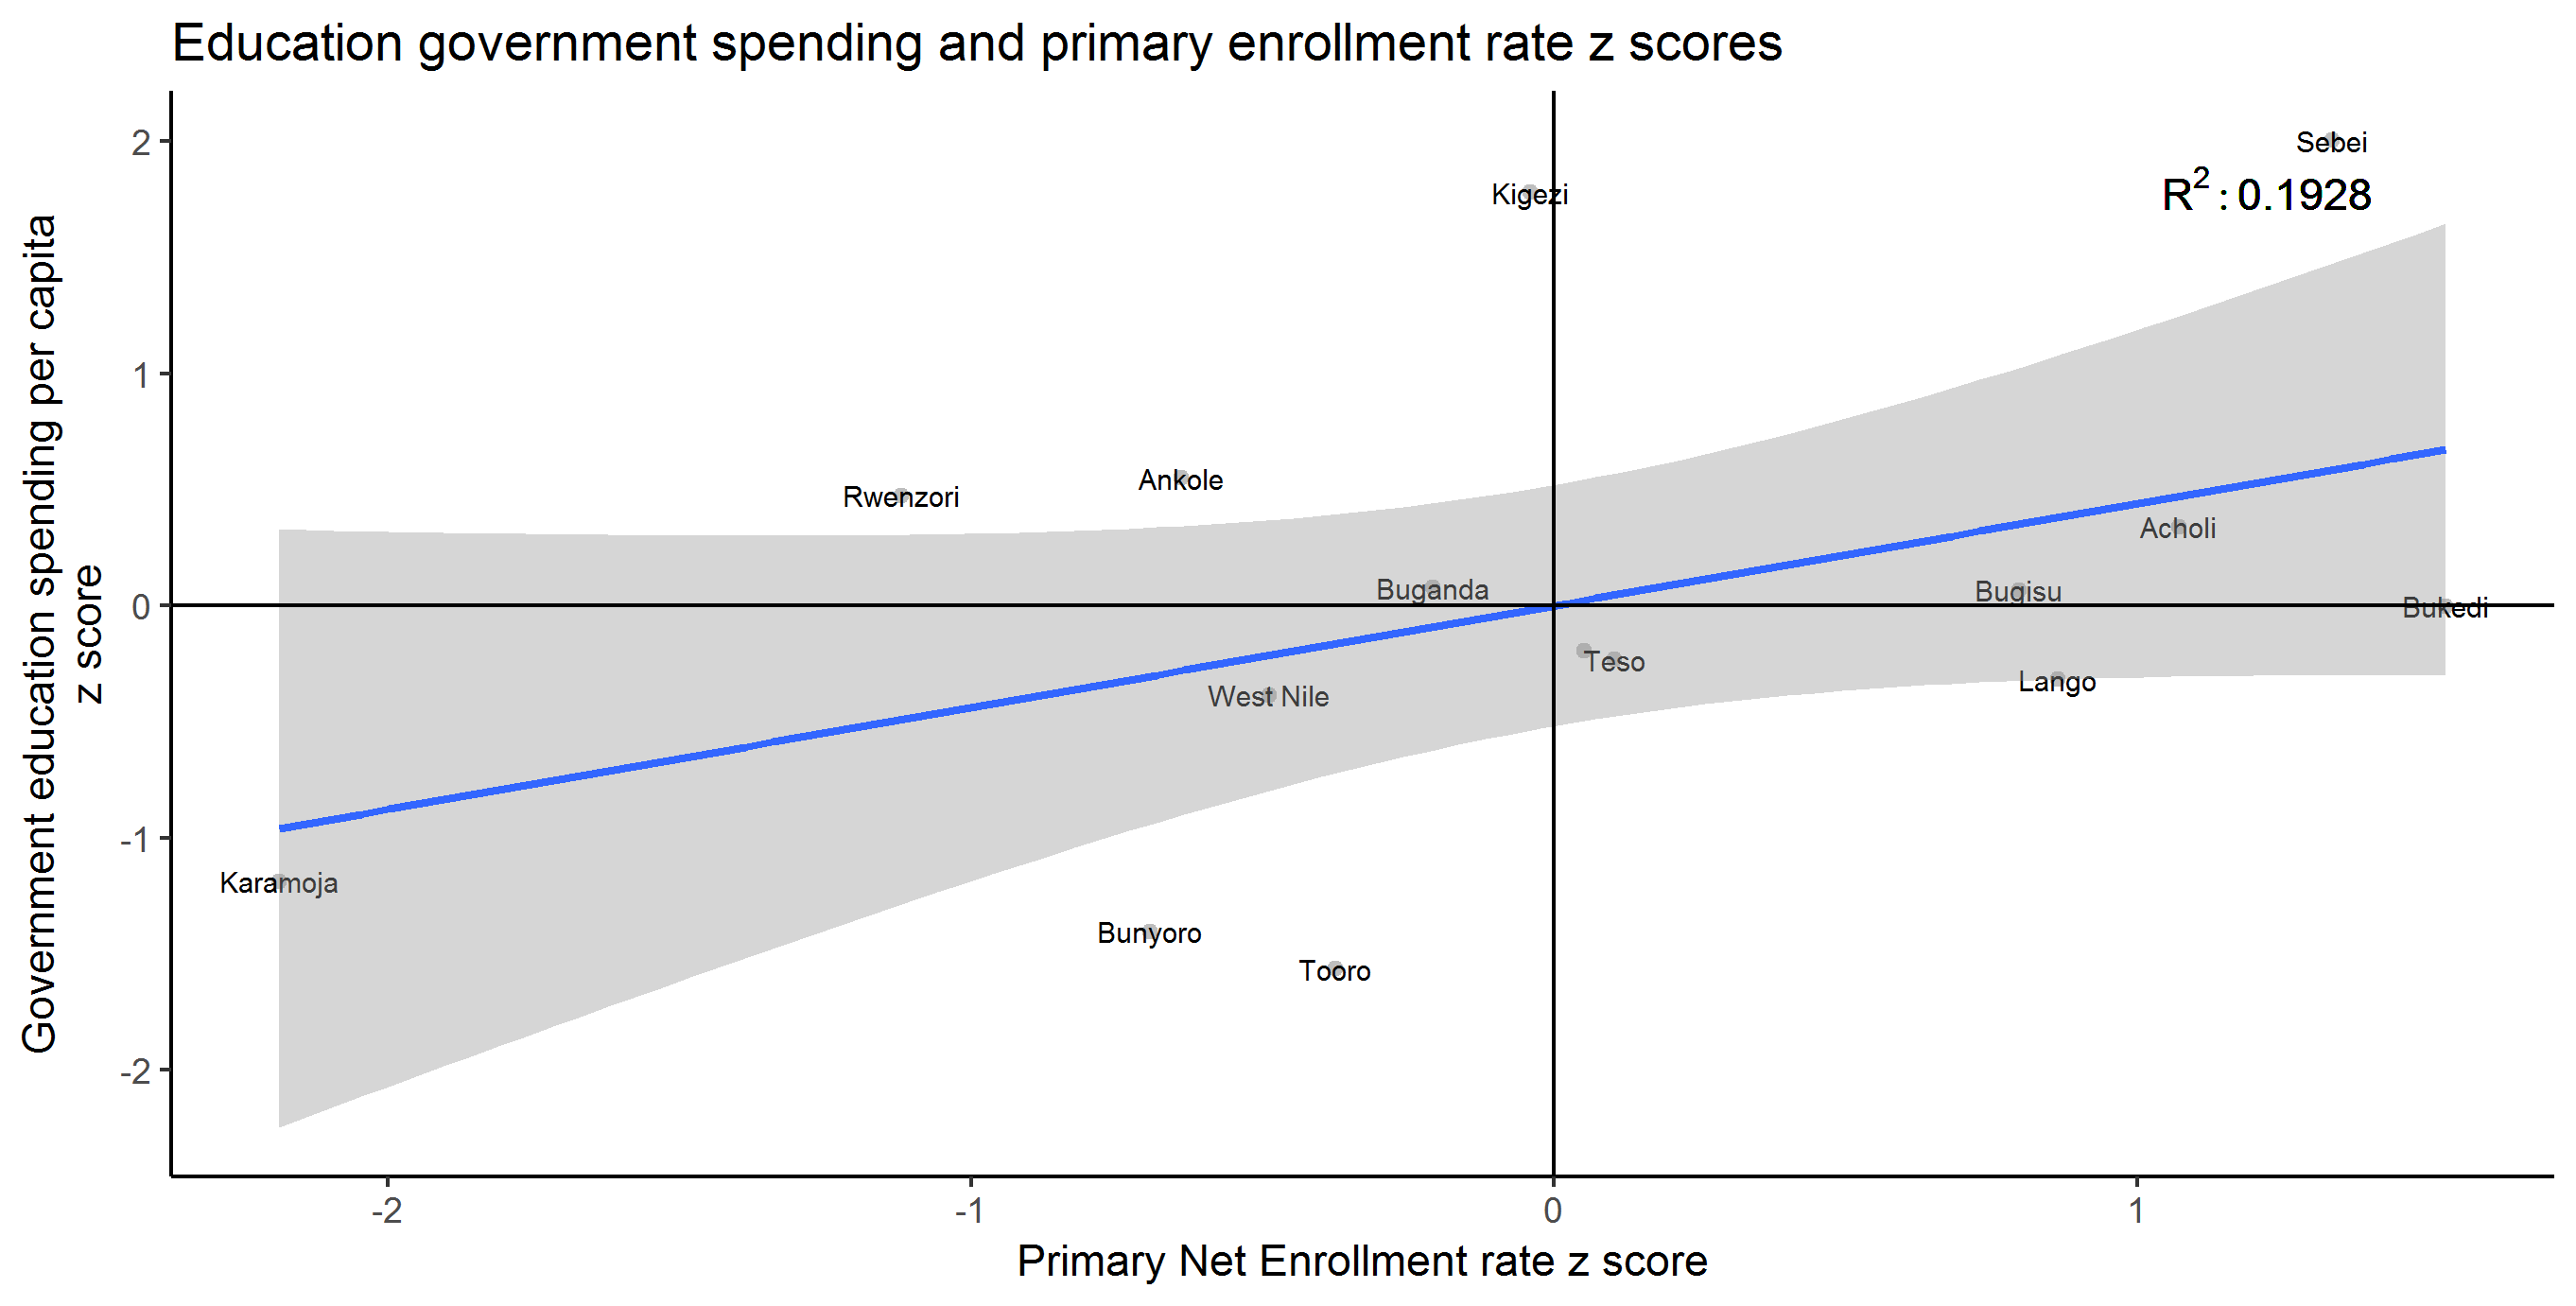 Education government spending and primary enrollment rate z scores
Government education spending per capita
z score
2
1
0
-1
-2
Sebei
R2 : 0.1928
Kigezi
Ankole
Rwenzori
Acholi
Buganda
Bugisu
Bukedi
Teso
Lango
West Nile
Karamoja
Bunyoro
Tooro
-2
-1
0
1
Primary Net Enrollment rate z score